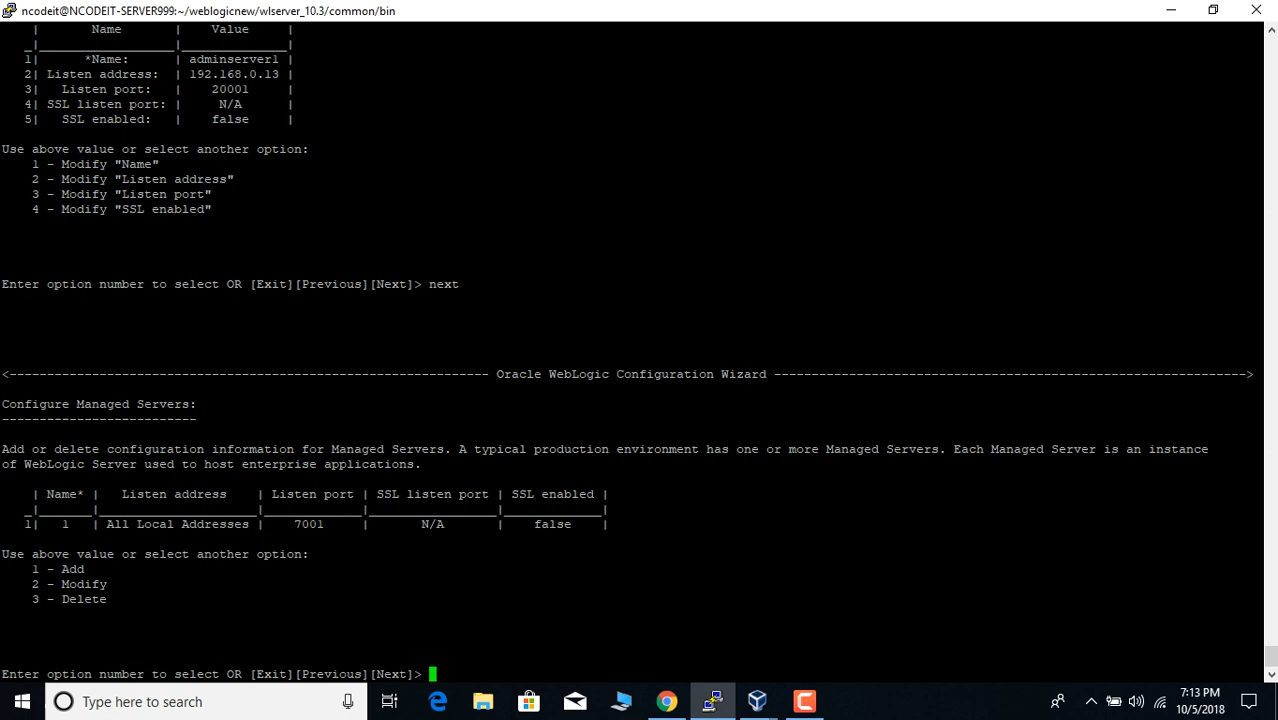 ncodeit@NCODEIT-SERVER999:~/weblogicnew/wlserver_10.3/common/bin
| Name | Value |
_|__________________|______________|
1| *Name: | adminserver1 |
2| Listen address: | 192.168.0.13 |
3| Listen port: | 20001 |
4| SSL listen port: | N/A |
5| SSL enabled: | false |
Use above value or select another option:
1 - Modify "Name"
2 - Modify "Listen address"
3 - Modify "Listen port"
4 - Modify "SSL enabled"
Enter option number to select OR [Exit][Previous][Next]> next
<----------------------------------------------------------------- Oracle WebLogic Configuration Wizard --------------------------------------------------------------->
Configure Managed Servers:
--------------------------
Add or delete configuration information for Managed Servers. A typical production environment has one or more Managed Servers. Each Managed Server is an instance
of WebLogic Server used to host enterprise applications.
| Name* | Listen address | Listen port | SSL listen port | SSL enabled |
_|_______|_____________________|_____________|_________________|_____________|
1| 1 | All Local Addresses | 7001 | N/A | false |
Use above value or select another option:
1 - Add
2 - Modify
3 - Delete
Enter option number to select OR [Exit][Previous][Next]>
Type here to search
7:13 PM
10/5/2018